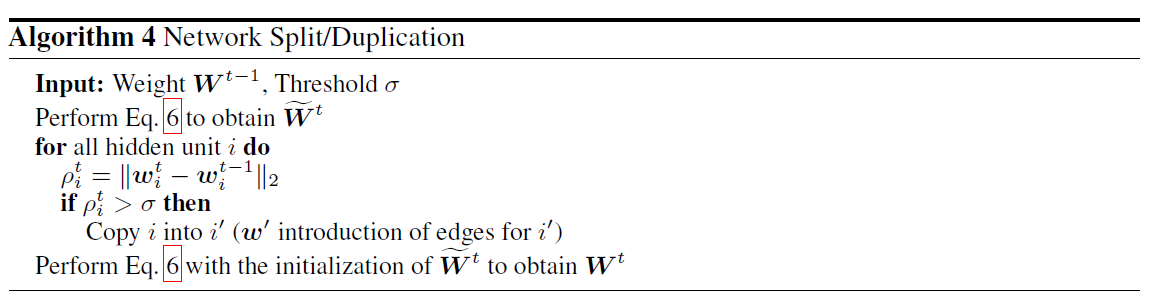 Algorithm 4 Network Split/Duplication
Input: Weight $\boldsymbol{W}^{t-1}$, Threshold $\sigma$
Perform Eq. 6 to obtain $\widetilde{\boldsymbol{W}}^t$
for all hidden unit $i$ do
$\rho_i^t = \|\boldsymbol{w}_i^t - \boldsymbol{w}_i^{t-1}\|_2$
if $\rho_i^t > \sigma$ then
Copy $i$ into $i'$ ($\boldsymbol{w}'$ introduction of edges for $i'$)
Perform Eq. 6 with the initialization of $\widetilde{\boldsymbol{W}}^t$ to obtain $\boldsymbol{W}^t$